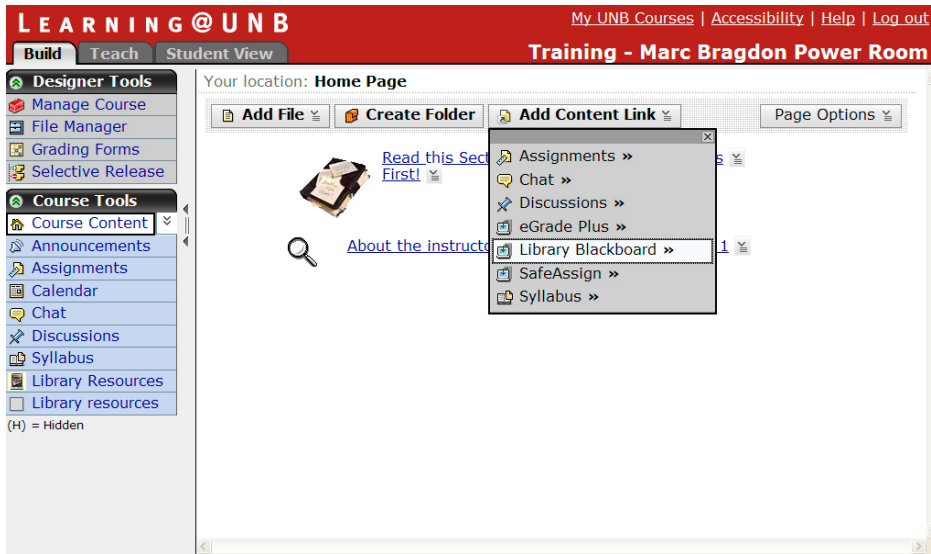 LEARNING@UNB
My UNB Courses | Accessibility | Help | Log out
Build Teach Student View
Training - Marc Bragdon Power Room
Designer Tools
Manage Course
File Manager
Grading Forms
Selective Release
Course Tools
Course Content
Announcements
Assignments
Calendar
Chat
Discussions
Syllabus
Library Resources
Library resources
(H) = Hidden
Your location: Home Page
Add File Create Folder Add Content Link Page Options
Read this Sect s
First!
About the instructo 1
Assignments »
Chat »
Discussions »
eGrade Plus »
Library Blackboard »
SafeAssign »
Syllabus »